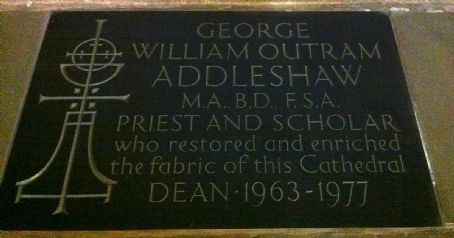 GEORGE
WILLIAM OUTRAM
ADDLESHAW
M.A. B.D. F.S.A.
PRIEST AND SCHOLAR
who restored and enriched
the fabric of this Cathedral
DEAN · 1963-1977